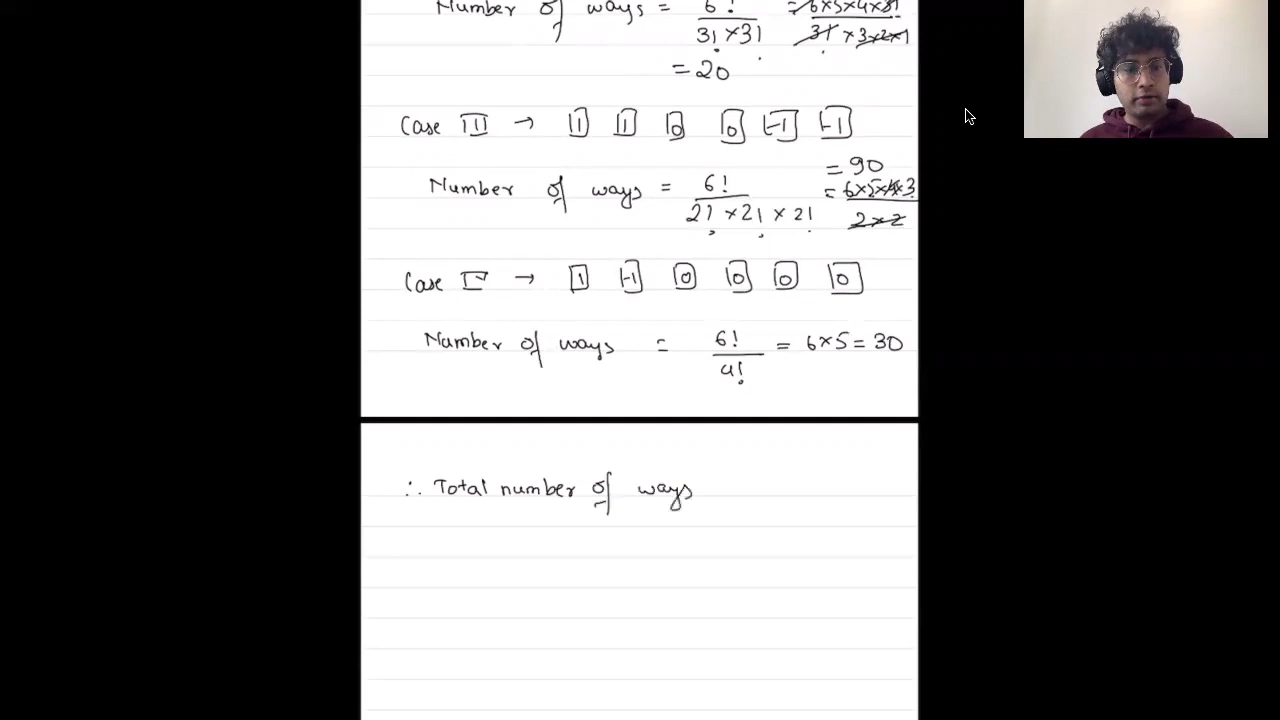 Number of ways = 6! / 3! × 3! = 6×5×4×3! / 3! ×3×2×1
= 20
Case III → 1 1 0 0 -1 -1
= 90
Number of ways = 6! / 2! × 2! × 2! = 6×5×4×3 / 2×2
Case IV → 1 -1 0 0 0 0
Number of ways = 6! / 4! = 6×5 = 30
∴ Total number of ways